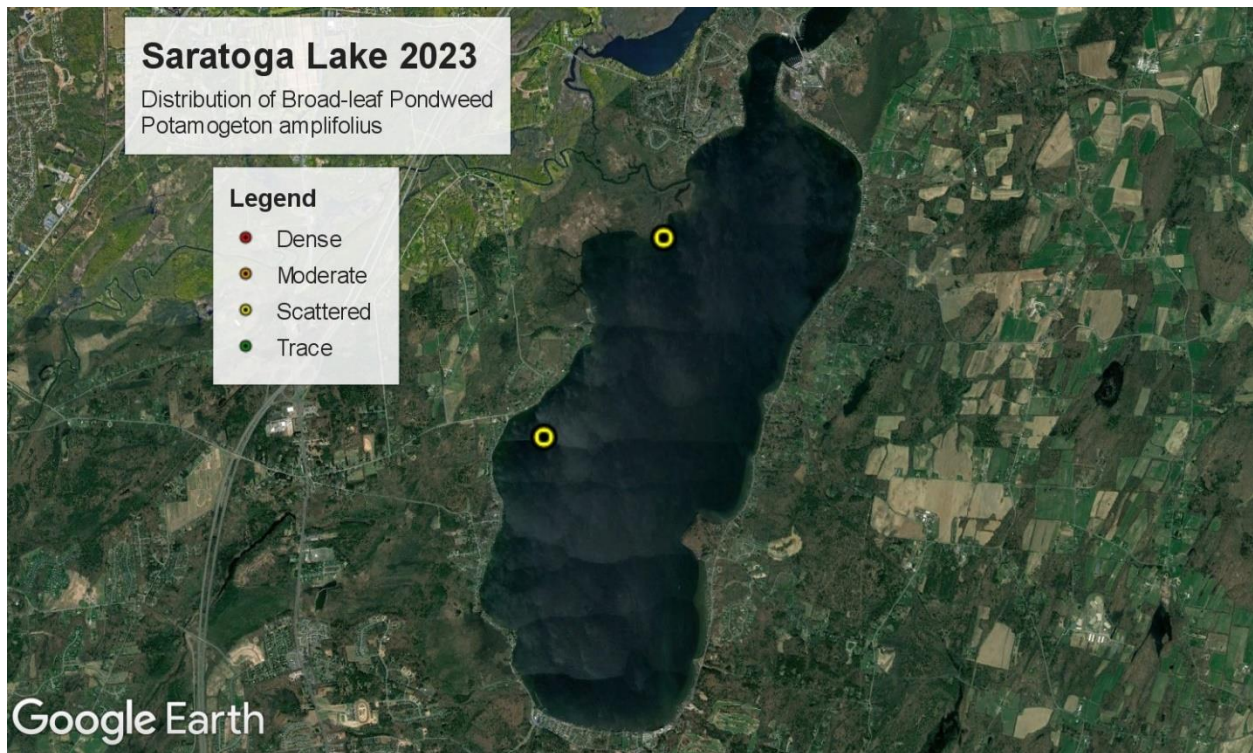 Saratoga Lake 2023
Distribution of Broad-leaf Pondweed
Potamogeton amplifolius
Legend
Dense
Moderate
Scattered
Trace
Google Earth